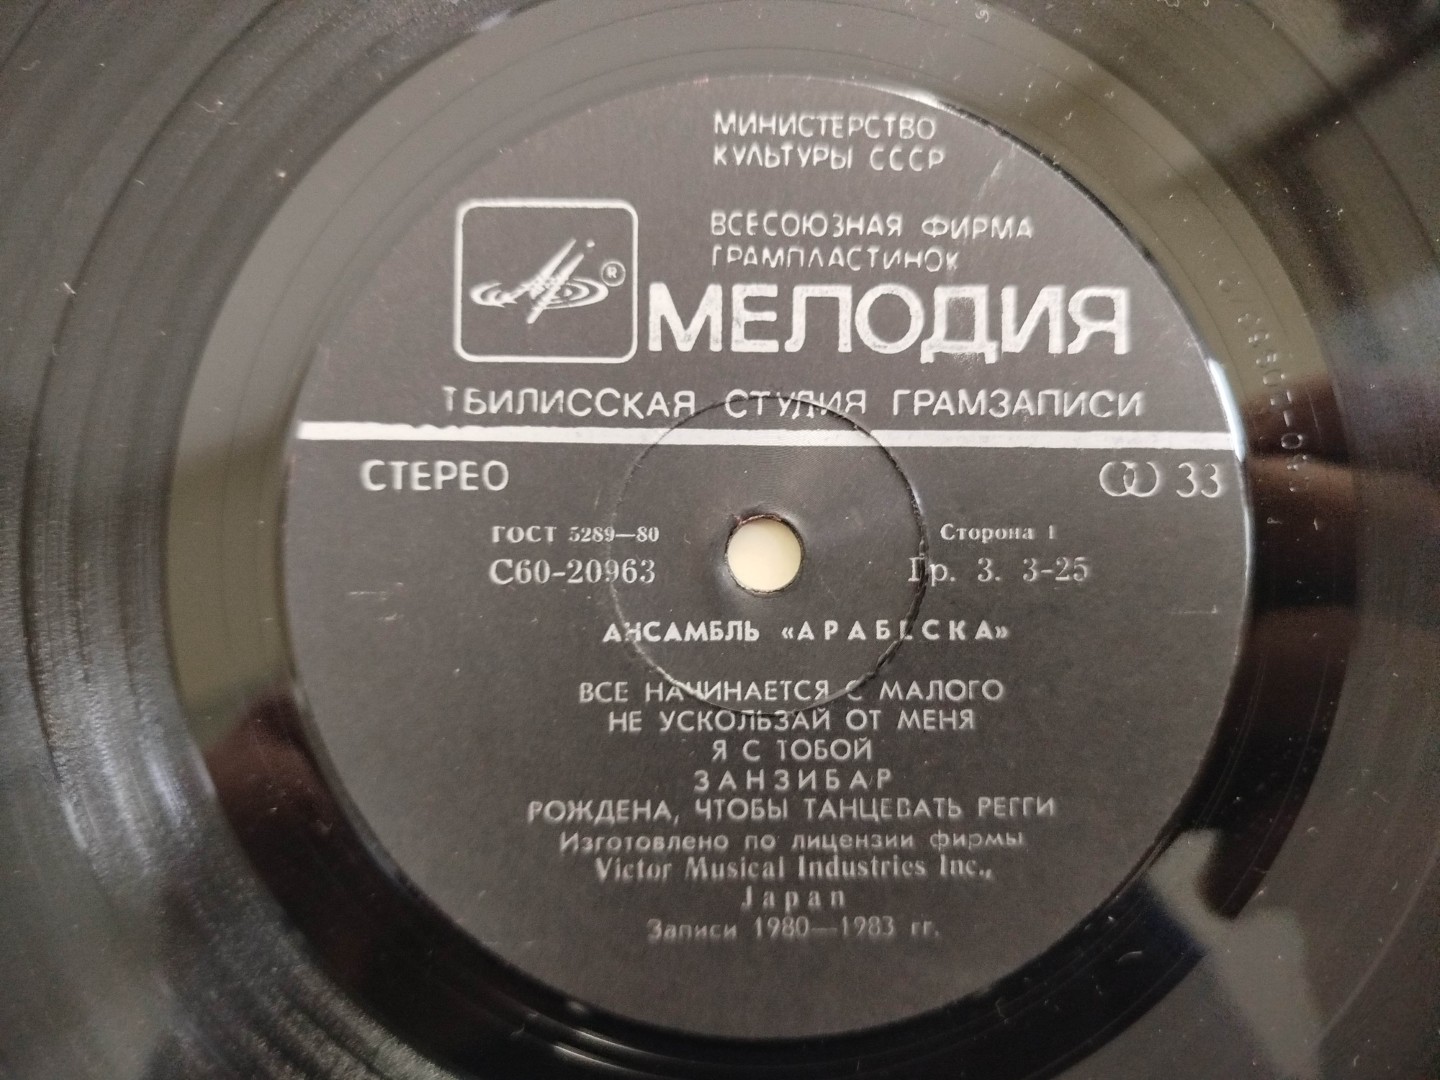 МИНИСТЕРСТВО
КУЛЬТУРЫ СССР
ВСЕСОЮЗНАЯ ФИРМА
ГРАМПЛАСТИНОК
®
МЕЛОДИЯ
ТБИЛИССКАЯ СТУДИЯ ГРАМЗАПИСИ
СТЕРЕО
33
ГОСТ 5289—80
Сторона 1
С60-20963
Гр. 3. 3-25
АНСАМБЛЬ «АРАБЕСКА»
ВСЕ НАЧИНАЕТСЯ С МАЛОГО
НЕ УСКОЛЬЗАЙ ОТ МЕНЯ
Я С ТОБОЙ
ЗАНЗИБАР
РОЖДЕНА, ЧТОБЫ ТАНЦЕВАТЬ РЕГГИ
Изготовлено по лицензии фирмы
Victor Musical Industries Inc.,
Japan
Записи 1980—1983 гг.